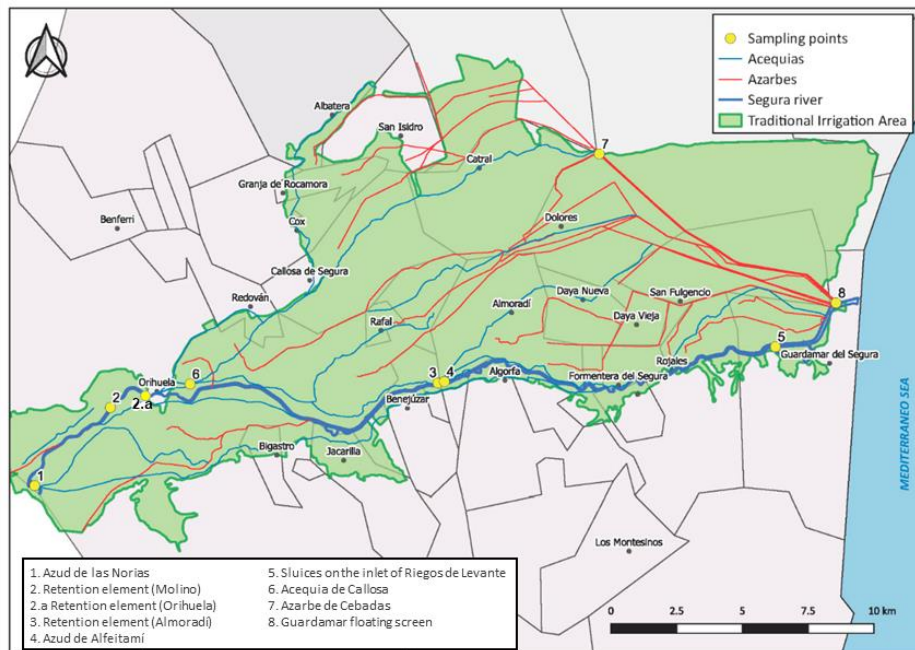 Sampling points
Acequias
Azarbes
Segura river
Traditional Irrigation Area
Albatera
San Isidro
7
Catral
Granja de Rocamora
Benferri
Cox
Dolores
Callosa de Segura
Redován
Daya Nueva
San Fulgencio
8
Almoradí
Rafal
Daya Vieja
5
Rojales
Guardamar del Segura
Orihuela
6
3
4
Algorfa
Formentera del Segura
2
2.a
Benejúzar
Bigastro
Jacarilla
1
MEDITERRANEO SEA
Los Montesinos
1. Azud de las Norias
2. Retention element (Molino)
2.a Retention element (Orihuela)
3. Retention element (Almoradí)
4. Azud de Alfeitamí
5. Sluices on the inlet of Riegos de Levante
6. Acequia de Callosa
7. Azarbe de Cebadas
8. Guardamar floating screen
0 2.5 5 7.5 10 km